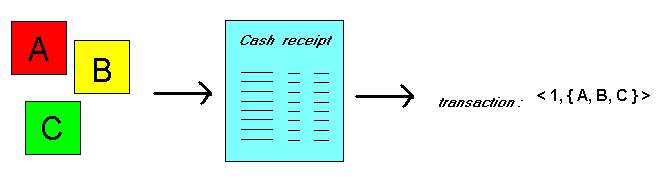 A
B
C
Cash receipt
transaction : < 1, { A, B, C } >